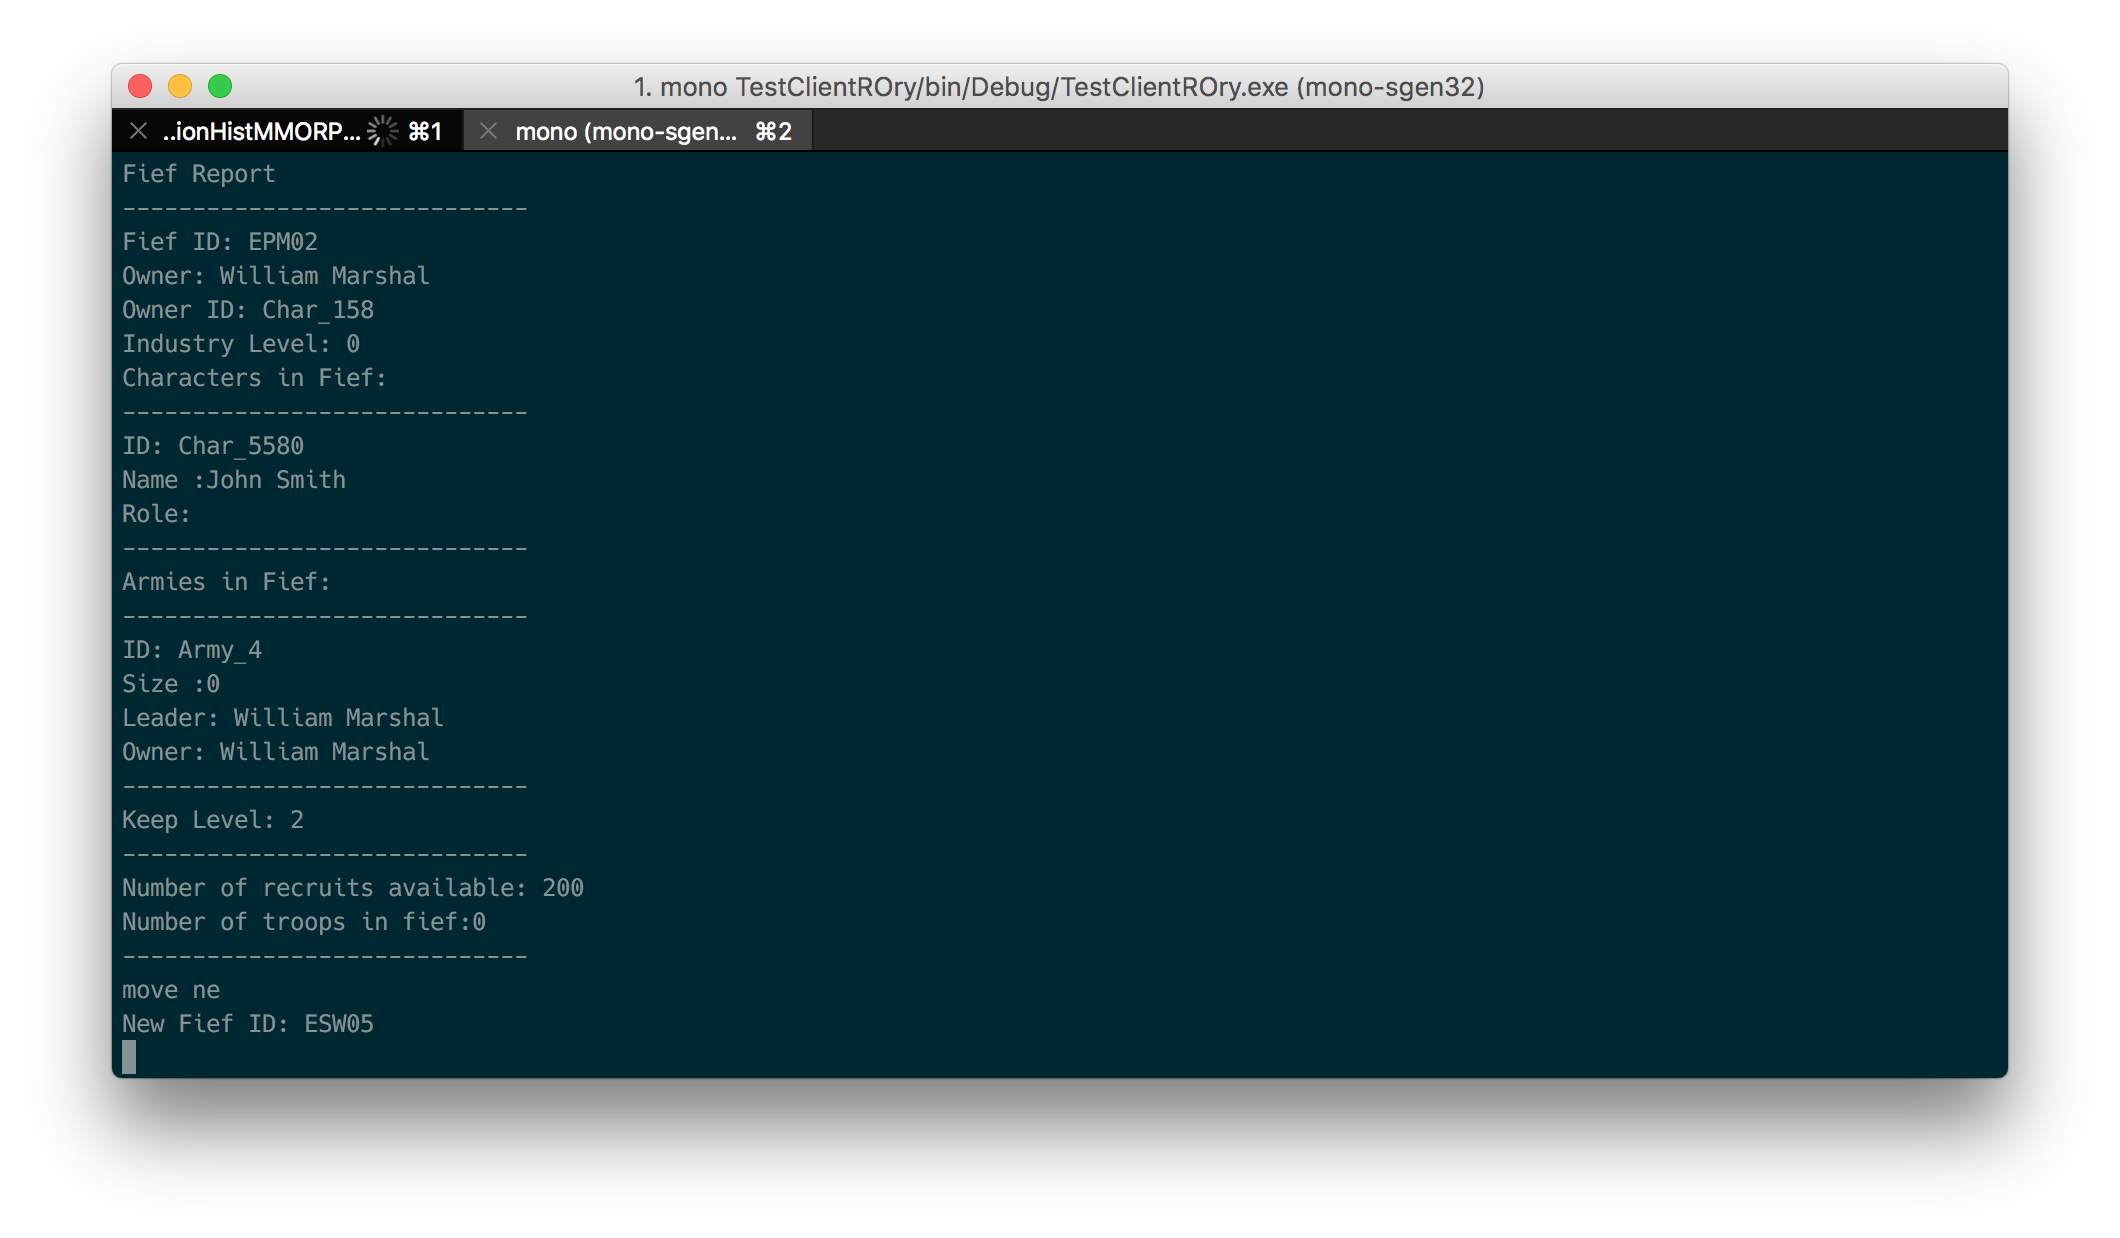 1. mono TestClientROry/bin/Debug/TestClientROry.exe (mono-sgen32)
..ionHistMMORP... ⌘1 mono (mono-sgen... ⌘2
Fief Report
-----------------------------
Fief ID: EPM02
Owner: William Marshal
Owner ID: Char_158
Industry Level: 0
Characters in Fief:
-----------------------------
ID: Char_5580
Name :John Smith
Role:
-----------------------------
Armies in Fief:
-----------------------------
ID: Army_4
Size :0
Leader: William Marshal
Owner: William Marshal
-----------------------------
Keep Level: 2
-----------------------------
Number of recruits available: 200
Number of troops in fief:0
-----------------------------
move ne
New Fief ID: ESW05